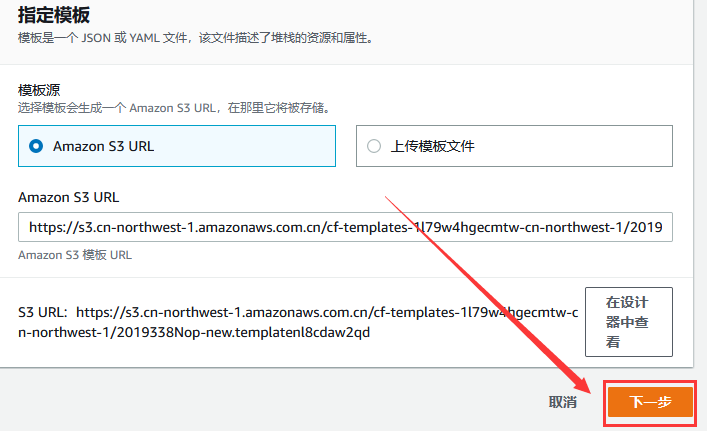 指定模板
模板是一个 JSON 或 YAML 文件，该文件描述了堆栈的资源和属性。
模板源
选择模板会生成一个 Amazon S3 URL，在那里它将被存储。
Amazon S3 URL
上传模板文件
Amazon S3 URL
https://s3.cn-northwest-1.amazonaws.com.cn/cf-templates-1l79w4hgecmtw-cn-northwest-1/2019
Amazon S3 模板 URL
S3 URL：https://s3.cn-northwest-1.amazonaws.com.cn/cf-templates-1l79w4hgecmtw-c
n-northwest-1/2019338Nop-new.templatenl8cdaw2qd
在设计
器中查
看
取消
下一步